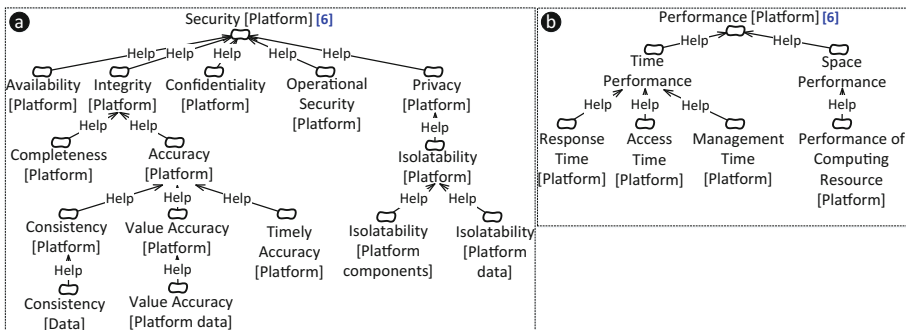 a
Security [Platform] [6]
Help Help Help Help Help
Availability
[Platform]
Integrity
[Platform]
Confidentiality
[Platform]
Operational
Security
[Platform]
Privacy
[Platform]
Help Help
Help
Completeness
[Platform]
Accuracy
[Platform]
Isolatability
[Platform]
Help Help Help
Help Help
Consistency
[Platform]
Value Accuracy
[Platform]
Timely
Accuracy
[Platform]
Isolatability
[Platform
components]
Isolatability
[Platform
data]
Help Help
Consistency
[Data]
Value Accuracy
[Platform data]
b
Performance [Platform] [6]
Help Help
Time
Performance
Space
Performance
Help Help Help Help
Response
Time
[Platform]
Access
Time
[Platform]
Management
Time
[Platform]
Performance of
Computing
Resource
[Platform]